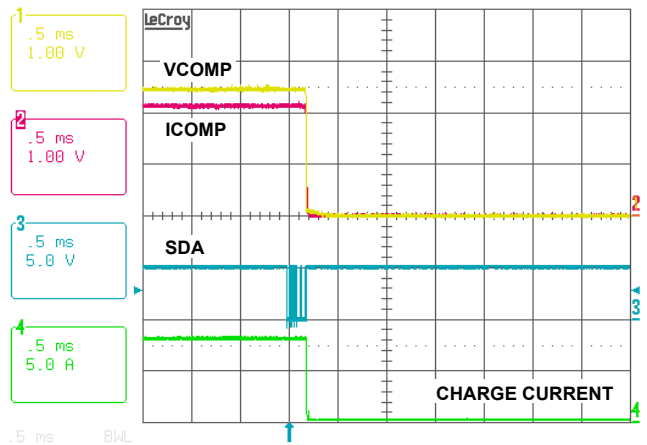 1
.5 ms
1.00 V
2
.5 ms
1.00 V
3
.5 ms
5.0 V
4
.5 ms
5.0 A
.5 ms BWL
LeCroy
VCOMP
ICOMP
SDA
CHARGE CURRENT
2
3
4